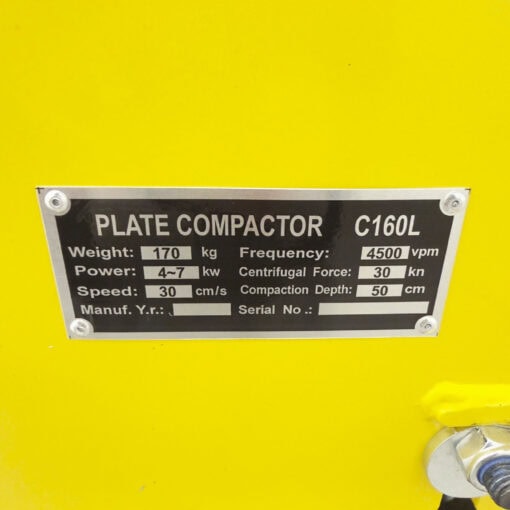 PLATE COMPACTOR C160L
Weight: 170 kg Frequency: 4500 vpm
Power: 4~7 kw Centrifugal Force: 30 kn
Speed: 30 cm/s Compaction Depth: 50 cm
Manuf. Y.r.: Serial No .: